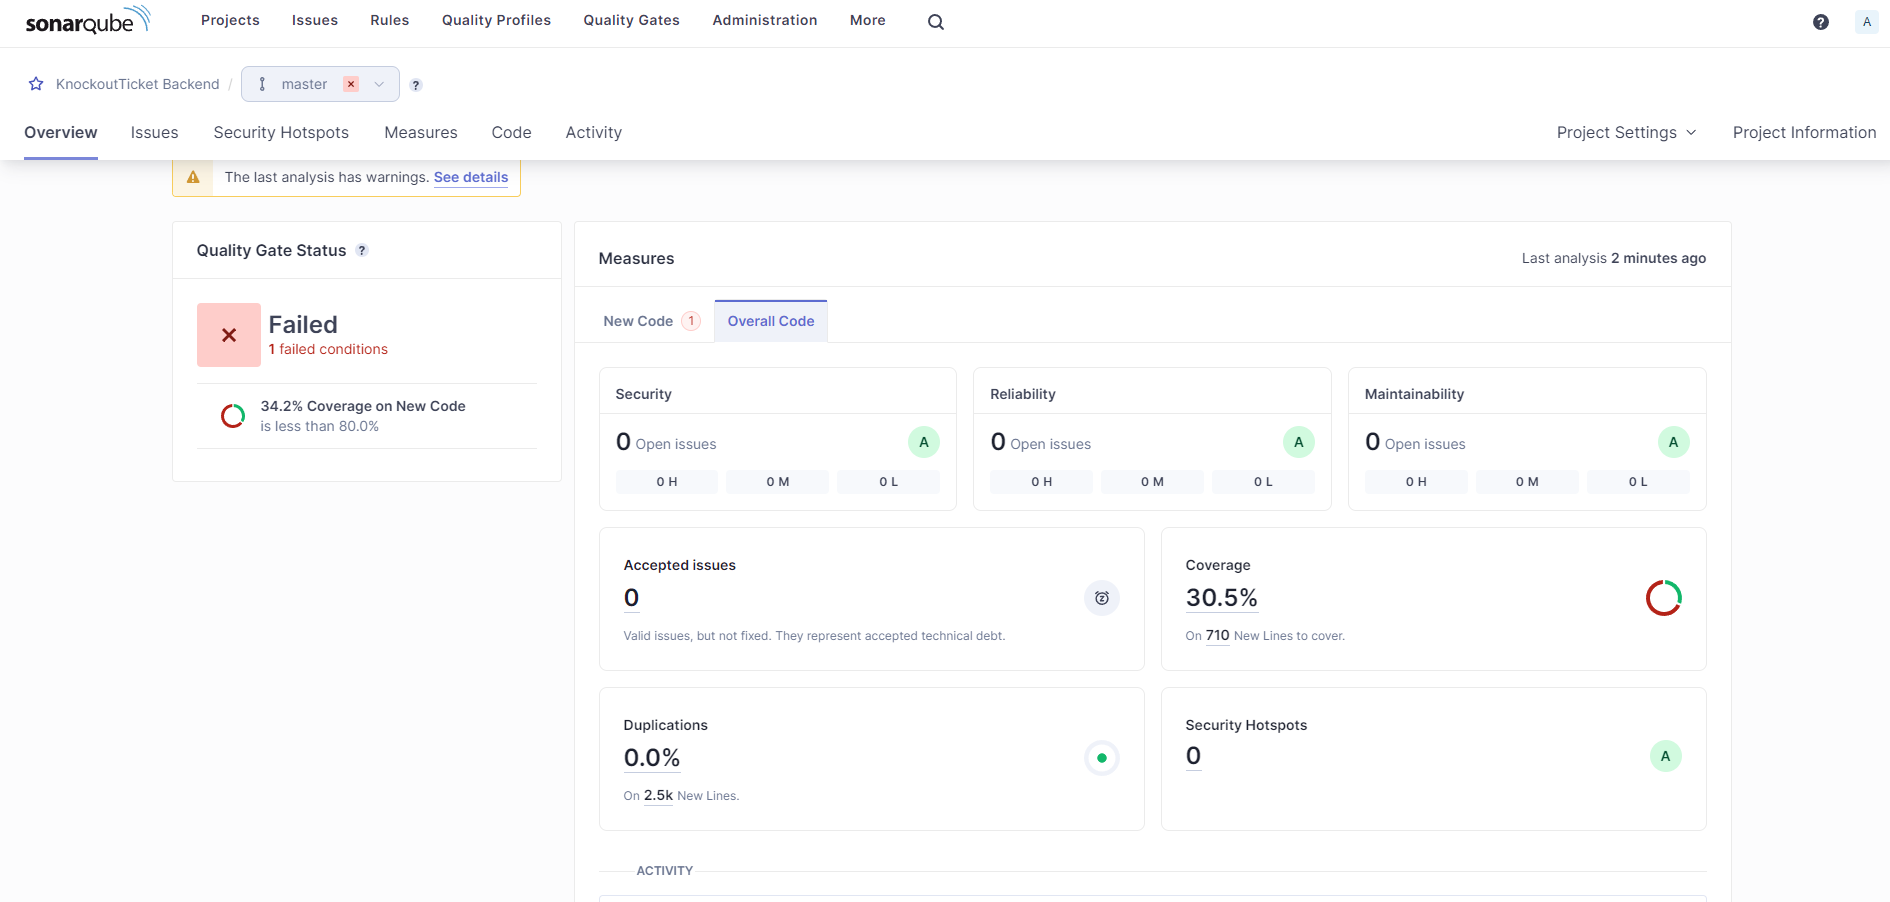 sonarqube Projects Issues Rules Quality Profiles Quality Gates Administration More ? A
KnockoutTicket Backend / master ?
Overview Issues Security Hotspots Measures Code Activity Project Settings Project Information
The last analysis has warnings. See details
Quality Gate Status ?
Failed
1 failed conditions
34.2% Coverage on New Code
is less than 80.0%
Measures Last analysis 2 minutes ago
New Code 1 Overall Code
Security
0 Open issues A
0 H 0 M 0 L
Reliability
0 Open issues A
0 H 0 M 0 L
Maintainability
0 Open issues A
0 H 0 M 0 L
Accepted issues
0
Valid issues, but not fixed. They represent accepted technical debt.
Coverage
30.5%
On 710 New Lines to cover.
Duplications
0.0%
On 2.5k New Lines.
Security Hotspots
0 A
ACTIVITY